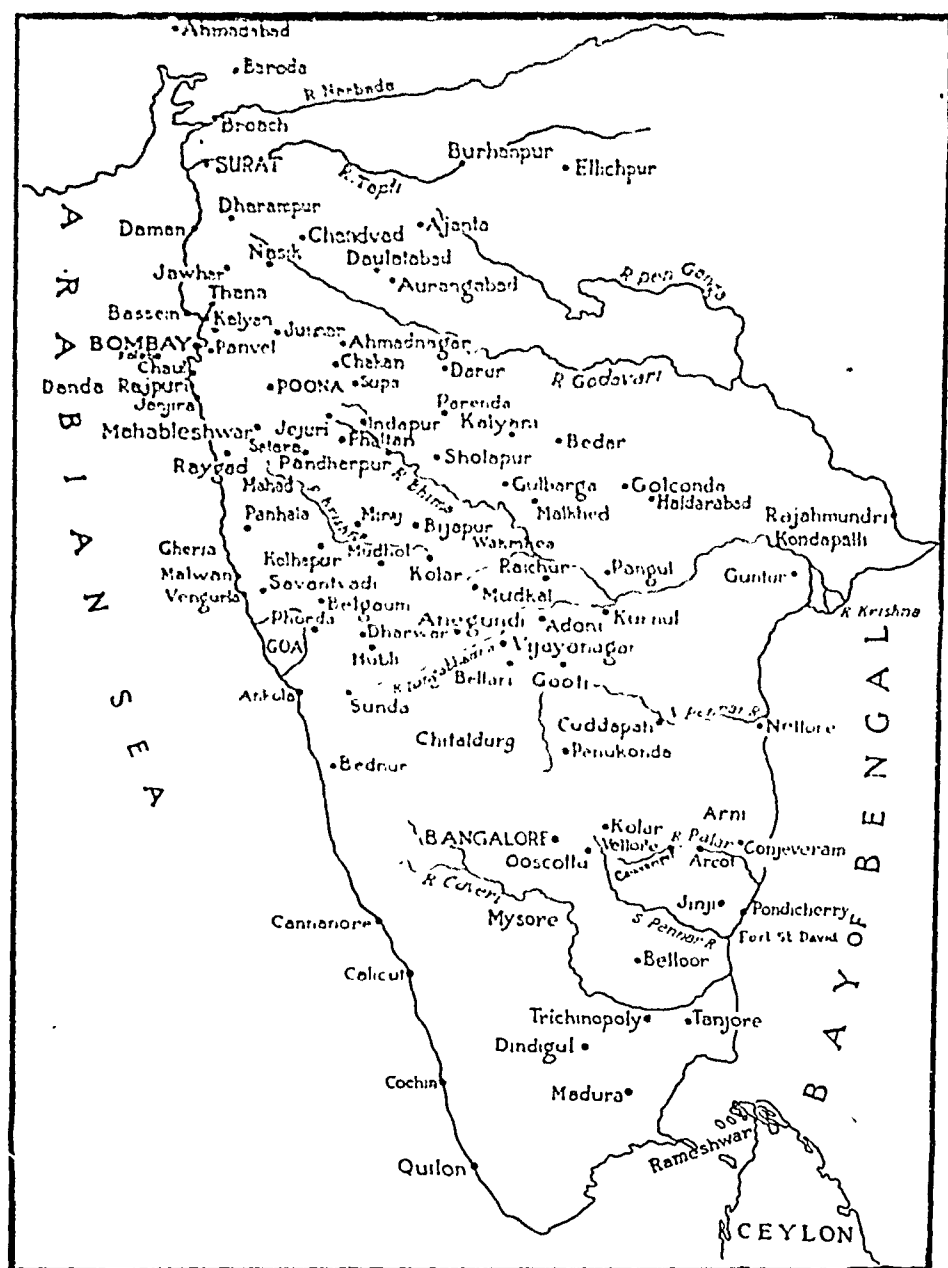 Ahmadabad
Baroda
R Narbada
Broach
SURAT
R. Tapti
Burhanpur
Ellichpur
Dharampur
Daman
Chandvad
Ajanta
Nasik
Daulatabad
Jawhar
Aurangabad
R pen Ganga
Thana
Bassein
Kalyan
Junnar
Ahmadnagar
BOMBAY
Panvel
Chakan
Darur
R Godavari
Chaul
Danda Rajpuri
POONA
Supa
Janjira
Parenda
Mahableshwar
Jejuri
Indapur
Kalyani
Bedar
Phaltan
Satara
Raygad
Pandharpur
Sholapur
R Bhima
Mahad
Gulbarga
Golconda
Malkhed
Haidarabad
Panhala
Miraj
Bijapur
Rajahmundri
Kondapalli
Gheria
Kolhapur
Mudhol
Kolar
Raichur
Pangul
Guntur
Malwan
Savantvadi
Mudkal
Vengurla
Belgaum
R Krishna
Phonda
Anegundi
Adoni
Kurnul
GOA
Dharwar
Vijayanagar
Hubli
R Tungabhadra
Bellari
Gooti
Ankola
Sunda
Cuddapah
Nellore
Chitaldurg
Penukonda
Bednur
Arni
BANGALORE
Kolar
Vellore
R Palar
Ooscotta
Arcot
Conjeveram
R Caveri
Mysore
Jinji
Pondicherry
S Pennar R
Fort St David
Cannanore
Belloor
Calicut
Trichinopoly
Tanjore
Dindigul
Cochin
Madura
Rameshwar
Quilon
CEYLON
ARABIAN SEA
BAY OF BENGAL